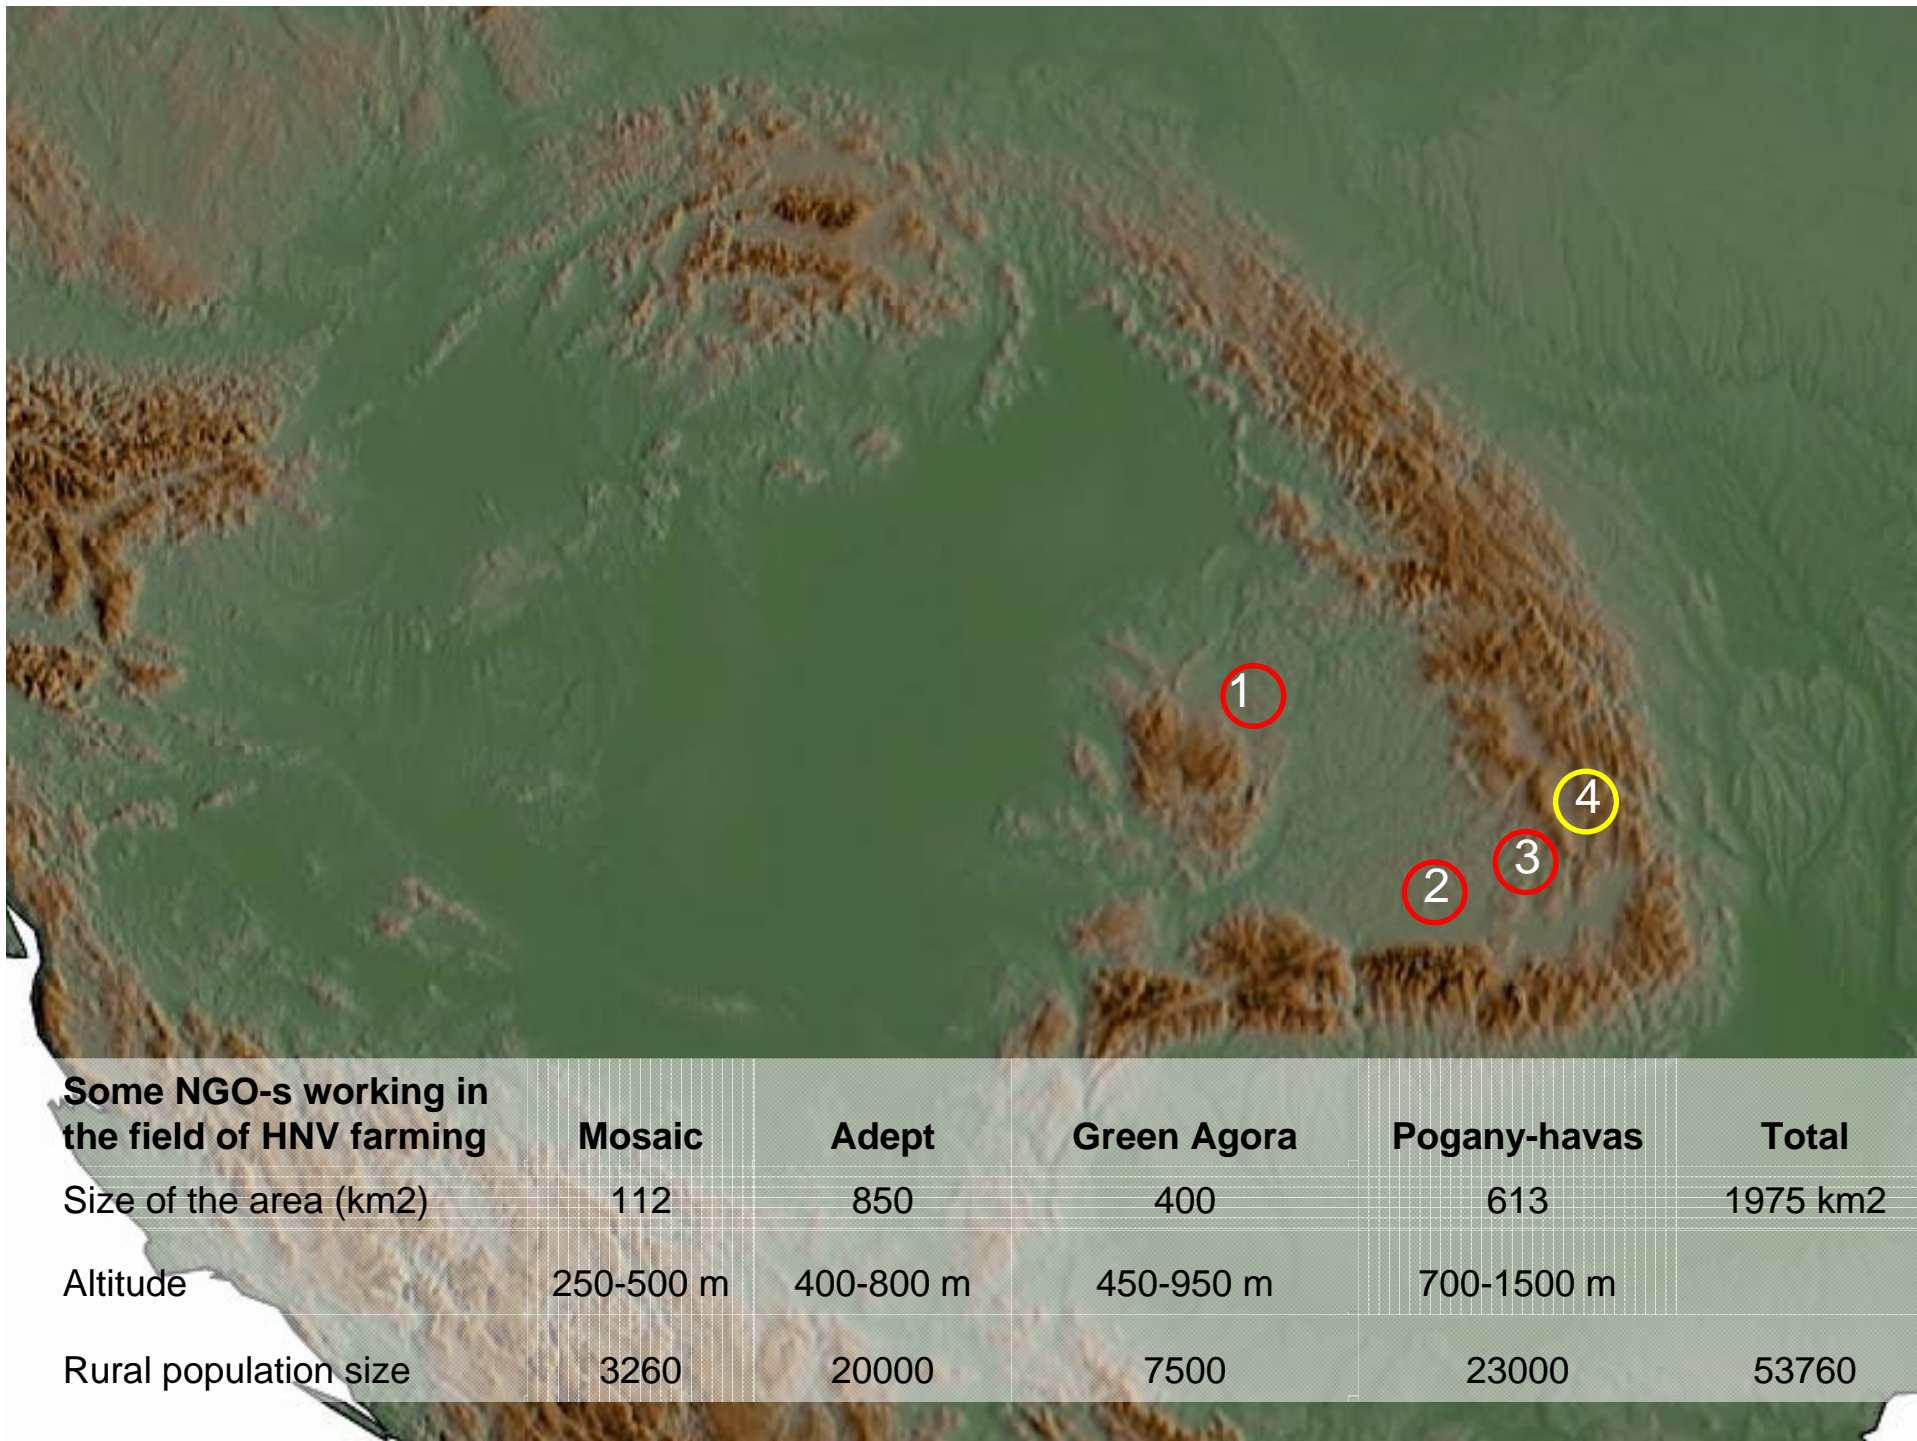 1
4
3
2
Some NGO-s working in
the field of HNV farming Mosaic Adept Green Agora Pogany-havas Total
Size of the area (km2) 112 850 400 613 1975 km2
Altitude 250-500 m 400-800 m 450-950 m 700-1500 m
Rural population size 3260 20000 7500 23000 53760